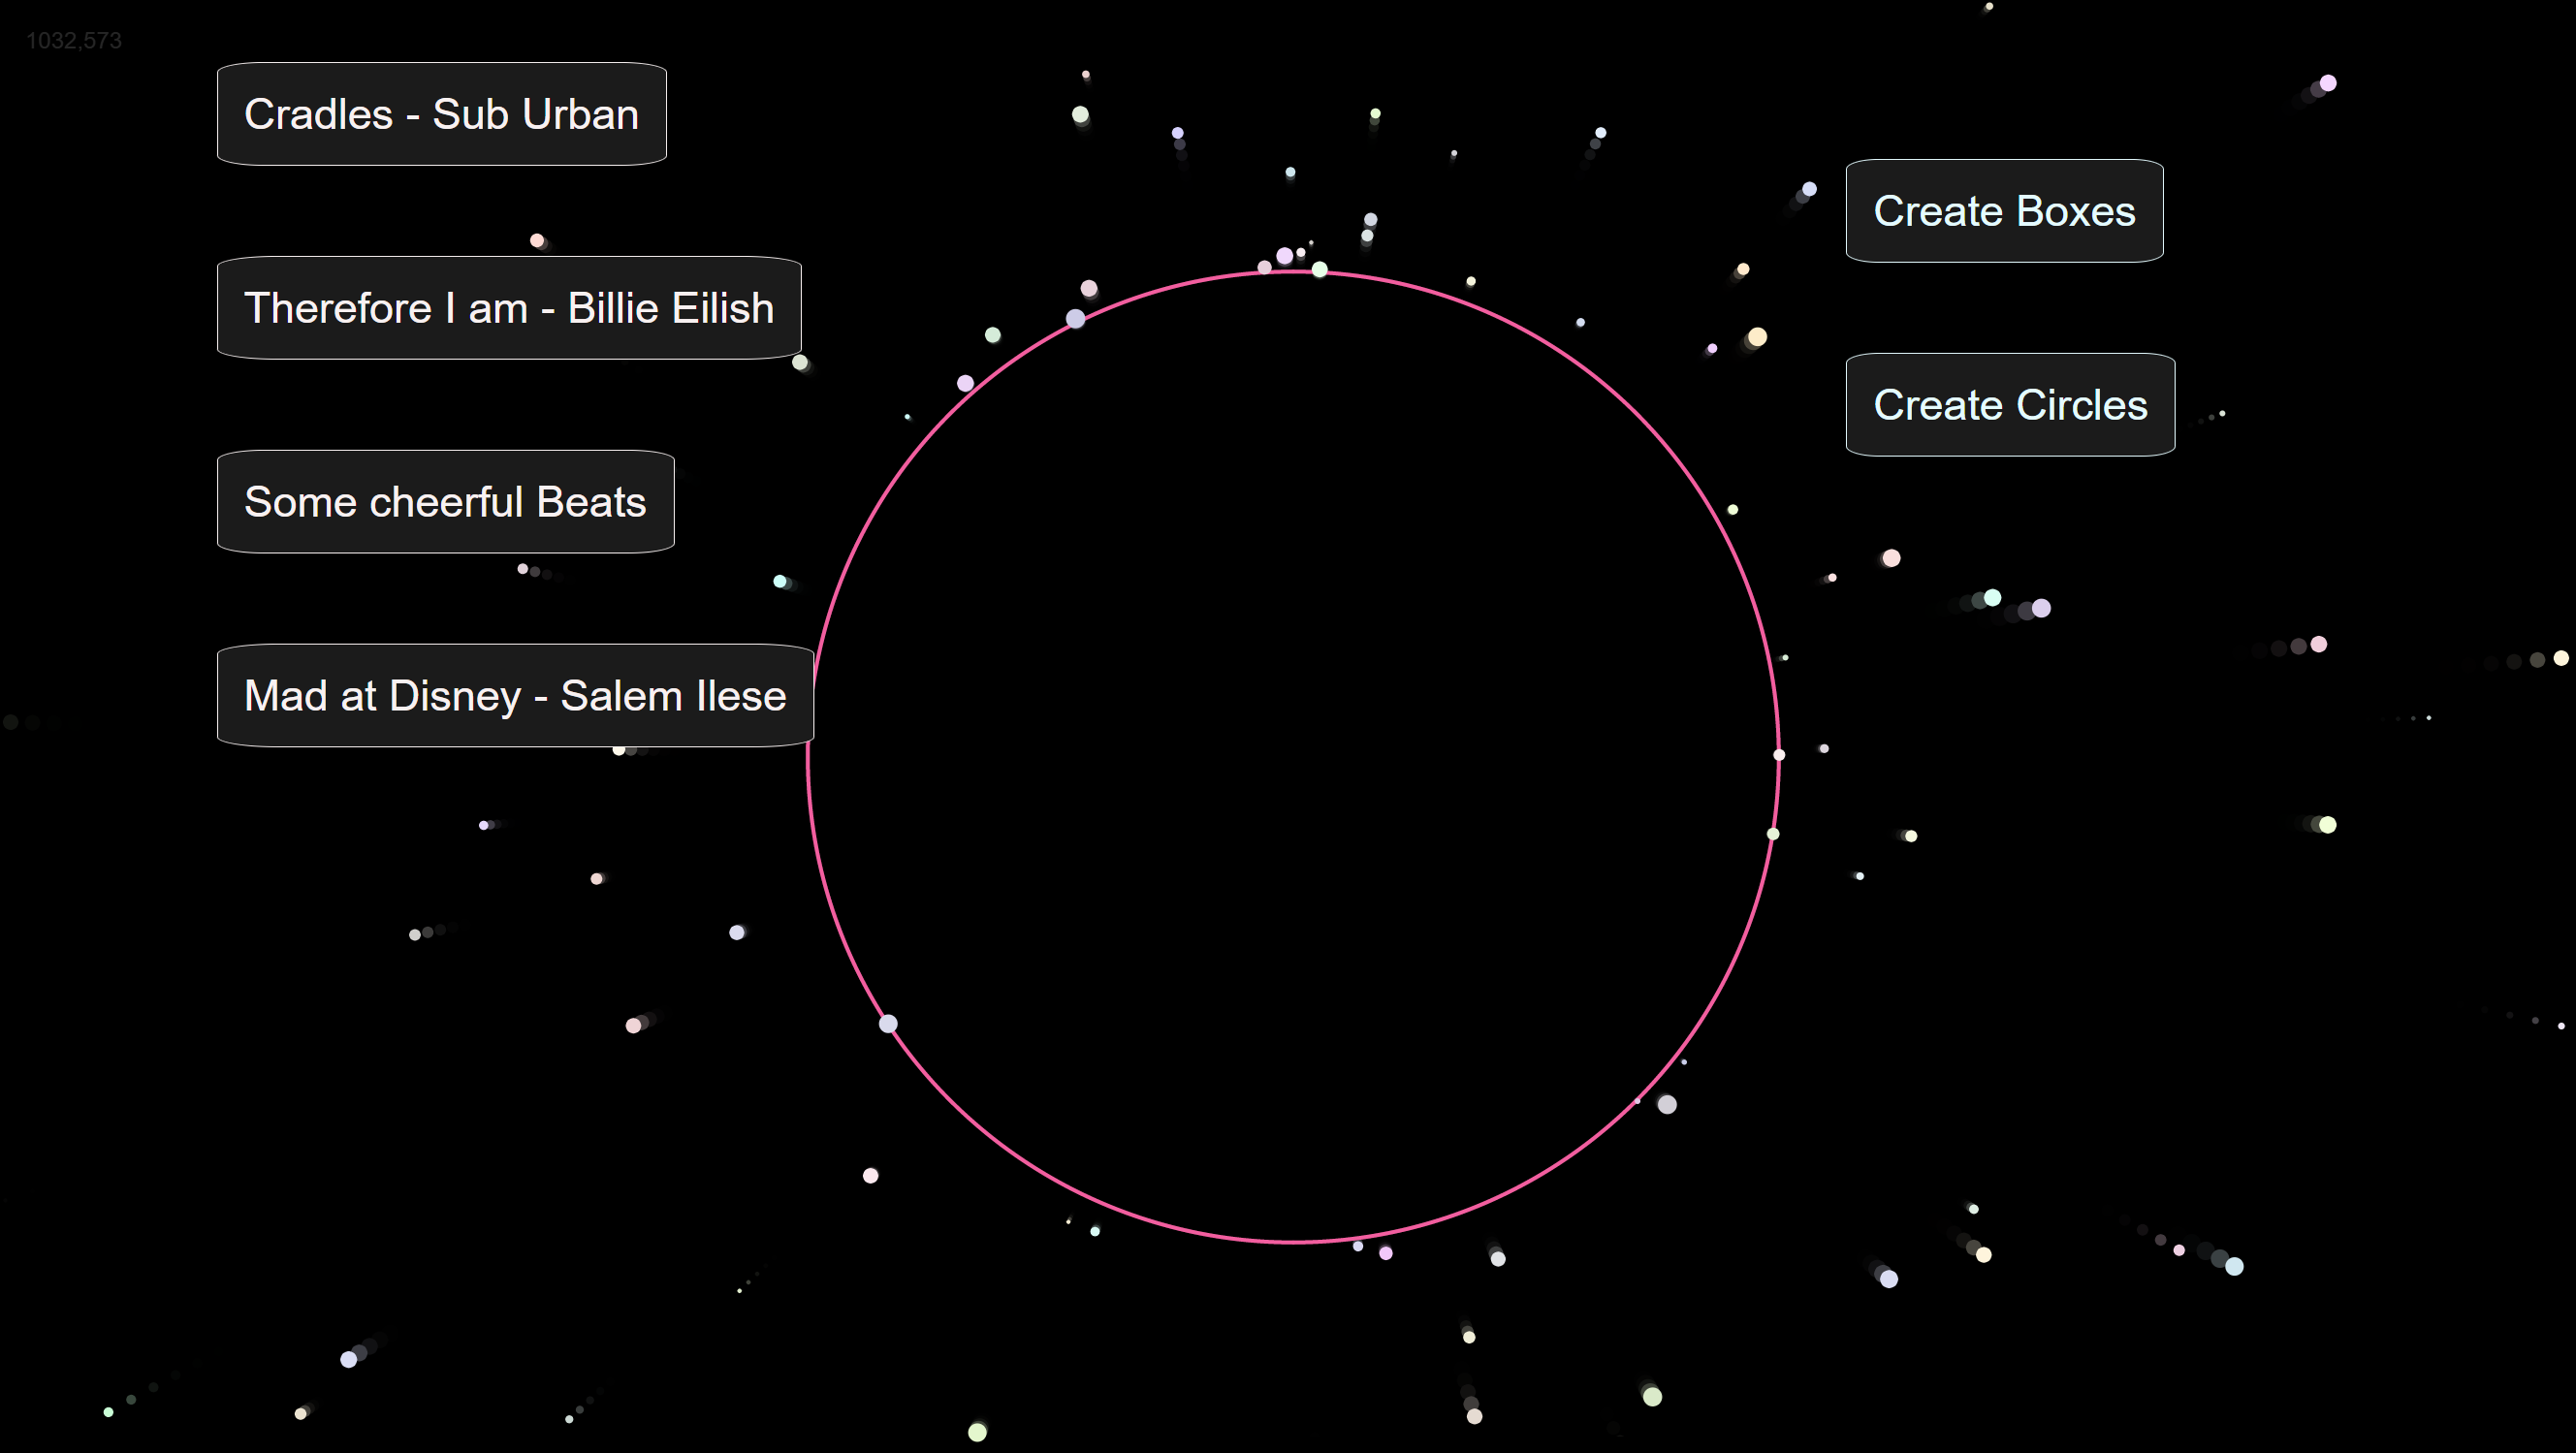 1032,573
Cradles - Sub Urban
Therefore I am - Billie Eilish
Some cheerful Beats
Mad at Disney - Salem Ilese
Create Boxes
Create Circles